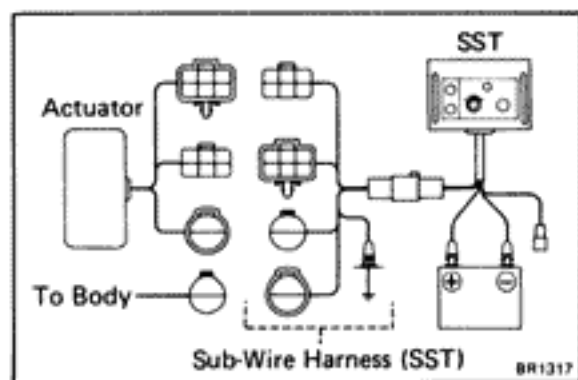 SST
Actuator
To Body
+ −
Sub-Wire Harness (SST)
BR1317